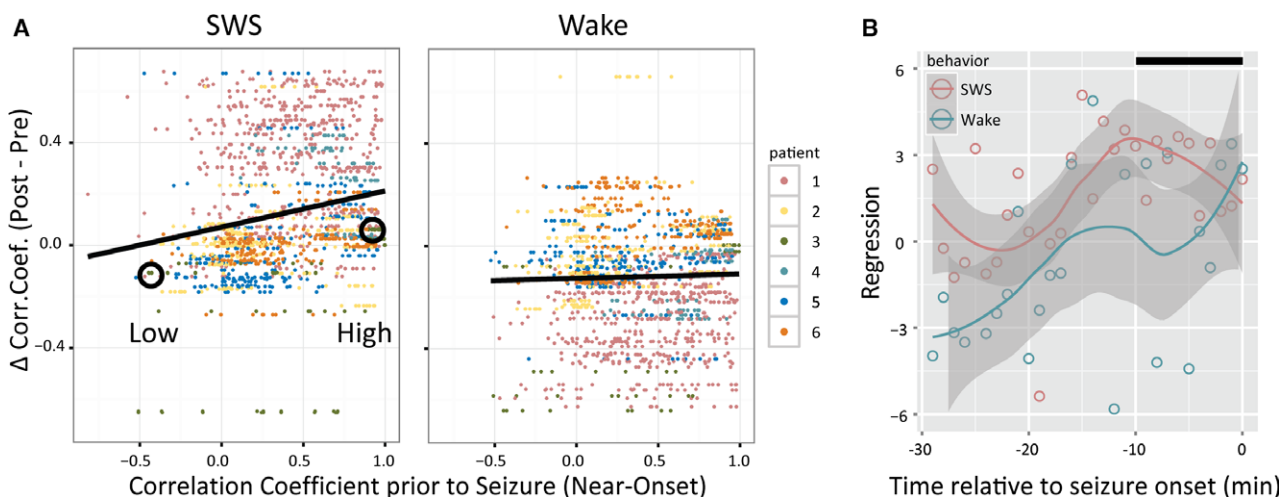 A
SWS
Wake
Δ Corr.Coef. (Post - Pre)
0.4
0.0
−0.4
Low
High
−0.5
0.0
0.5
1.0
−0.5
0.0
0.5
1.0
Correlation Coefficient prior to Seizure (Near-Onset)
patient
1
2
3
4
5
6
B
behavior
SWS
Wake
Regression
6
3
0
−3
−6
-30
-20
-10
0
Time relative to seizure onset (min)